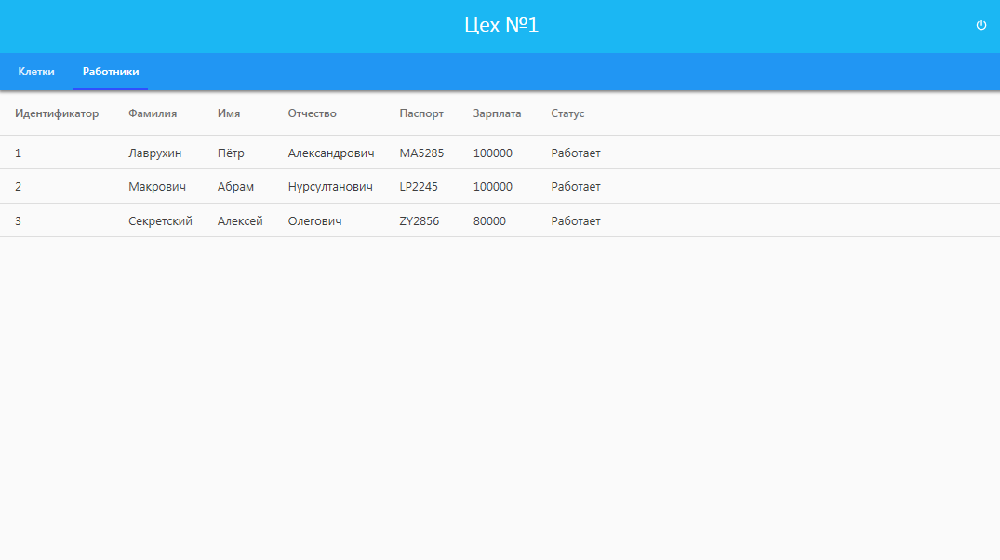 Цех №1
Клетки Работники
Идентификатор Фамилия Имя Отчество Паспорт Зарплата Статус
1 Лаврухин Пётр Александрович MA5285 100000 Работает
2 Макрович Абрам Нурсултанович LP2245 100000 Работает
3 Секретский Алексей Олегович ZY2856 80000 Работает